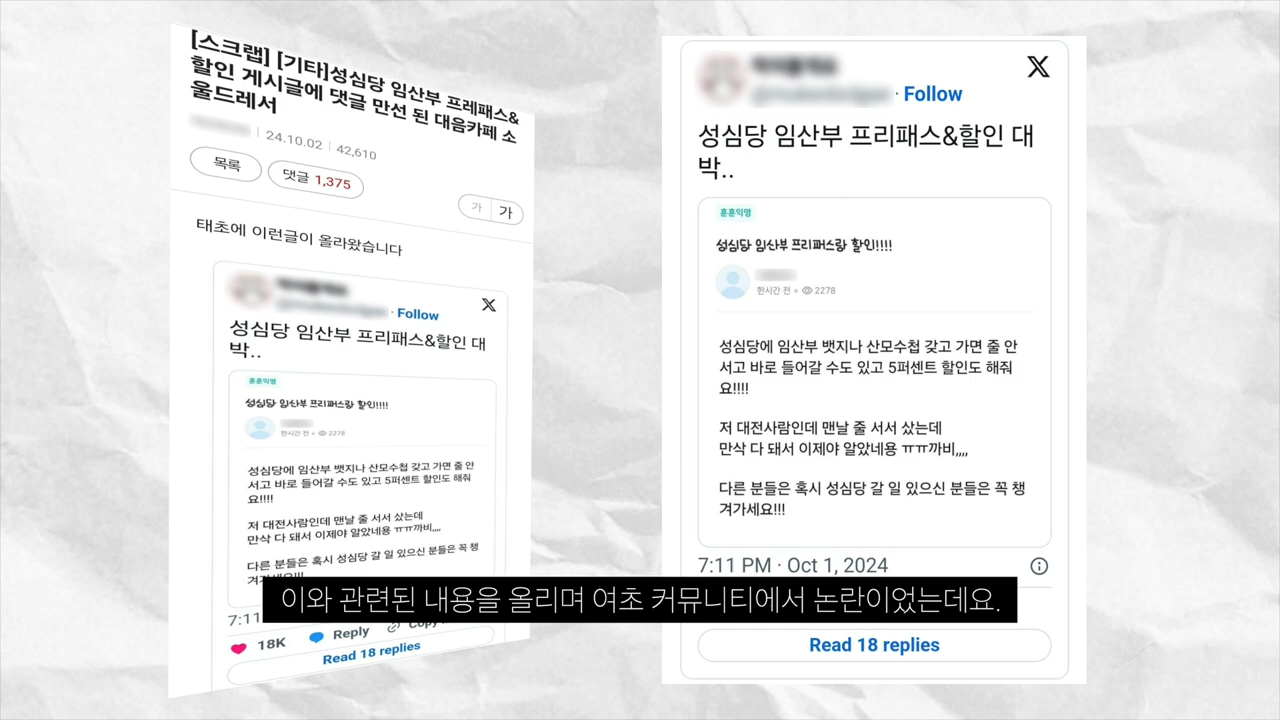 [스크랩] [기타]성심당 임산부 프레패스&
할인 게시글에 댓글 만선 된 대음카페 소
울드레서
24.10.02 | 42,610
목록
댓글 1,375
가 가
태초에 이런글이 올라왔습니다
· Follow
성심당 임산부 프리패스&할인 대
박..
훈훈익명
성심당 임산부 프리패스랑 할인!!!!
한시간 전 · 2278
성심당에 임산부 뱃지나 산모수첩 갖고 가면 줄 안
서고 바로 들어갈 수도 있고 5퍼센트 할인도 해줘
요!!!!
저 대전사람인데 맨날 줄 서서 샀는데
만삭 다 돼서 이제야 알았네용 ㅠㅠ까비,,,,
다른 분들은 혹시 성심당 갈 일 있으신 분들은 꼭 챙
겨가세요!!!
7:11
18K Reply Copy
Read 18 replies
· Follow
성심당 임산부 프리패스&할인 대
박..
훈훈익명
성심당 임산부 프리패스랑 할인!!!!
한시간 전 · 2278
성심당에 임산부 뱃지나 산모수첩 갖고 가면 줄 안
서고 바로 들어갈 수도 있고 5퍼센트 할인도 해줘
요!!!!
저 대전사람인데 맨날 줄 서서 샀는데
만삭 다 돼서 이제야 알았네용 ㅠㅠ까비,,,,
다른 분들은 혹시 성심당 갈 일 있으신 분들은 꼭 챙
겨가세요!!!
7:11 PM · Oct 1, 2024
Read 18 replies
이와 관련된 내용을 올리며 여초 커뮤니티에서 논란이었는데요.